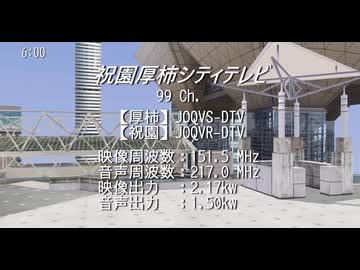 6:00
祝園厚柿シティテレビ
99 Ch.
【厚柿】JOQVS-DTV
【祝園】JOQVR-DTV
映像周波数：151.5 MHz
音声周波数：217.0 MHz
映像出力　：2.17kw
音声出力　：1.50kw